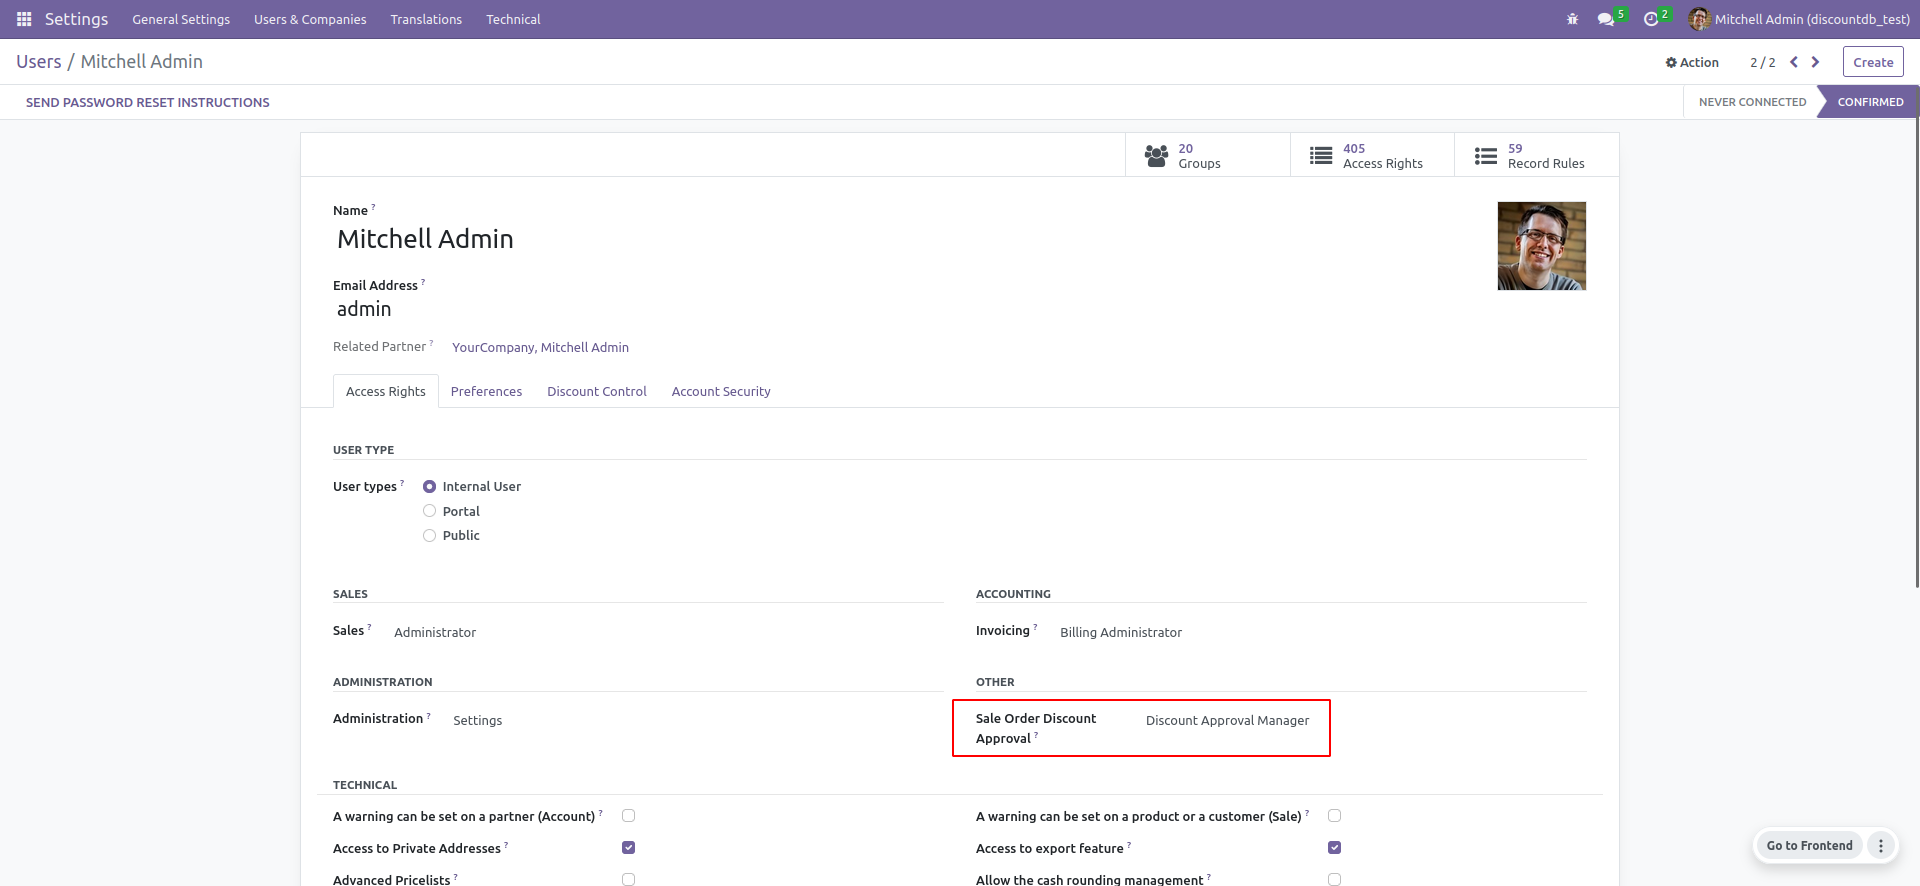 Settings General Settings Users & Companies Translations Technical 5 2 Mitchell Admin (discountdb_test)
Users / Mitchell Admin Action 2 / 2 Create
SEND PASSWORD RESET INSTRUCTIONS NEVER CONNECTED CONFIRMED
20 Groups
405 Access Rights
59 Record Rules
Name ?
Mitchell Admin
Email Address ?
admin
Related Partner ? YourCompany, Mitchell Admin
Access Rights Preferences Discount Control Account Security
USER TYPE
User types ? Internal User
Portal
Public
SALES ACCOUNTING
Sales ? Administrator Invoicing ? Billing Administrator
ADMINISTRATION OTHER
Administration ? Settings
Sale Order Discount Discount Approval Manager
Approval ?
TECHNICAL
A warning can be set on a partner (Account) ? A warning can be set on a product or a customer (Sale) ?
Access to Private Addresses ? Access to export feature ?
Go to Frontend
Advanced Pricelists ? Allow the cash rounding management ?